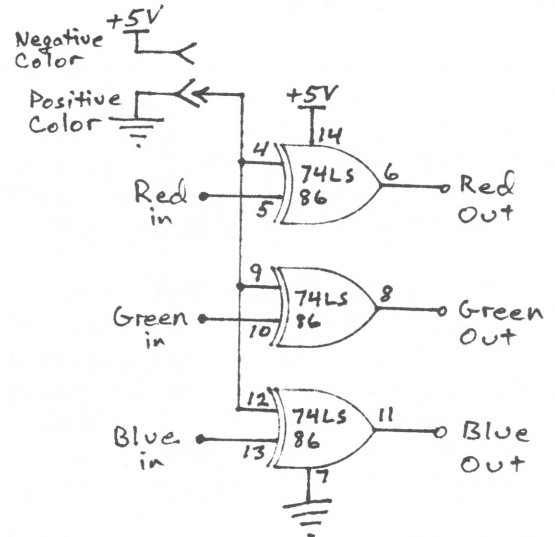 +5V
Negative
Color
Positive
Color
+5V
14
4
74LS
86
6
Red
in
5
Red
Out
9
74LS
86
8
Green
in
10
Green
Out
12
74LS
86
11
Blue
in
13
Blue
Out
7